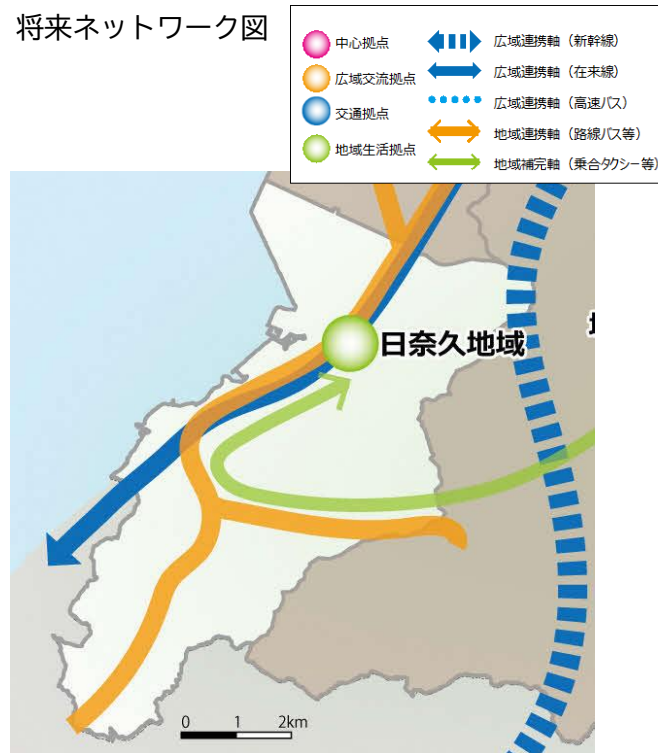 将来ネットワーク図
中心拠点
広域交流拠点
交通拠点
地域生活拠点
広域連携軸（新幹線）
広域連携軸（在来線）
広域連携軸（高速バス）
地域連携軸（路線バス等）
地域補完軸（乗合タクシー等）
日奈久地域
0 1 2km